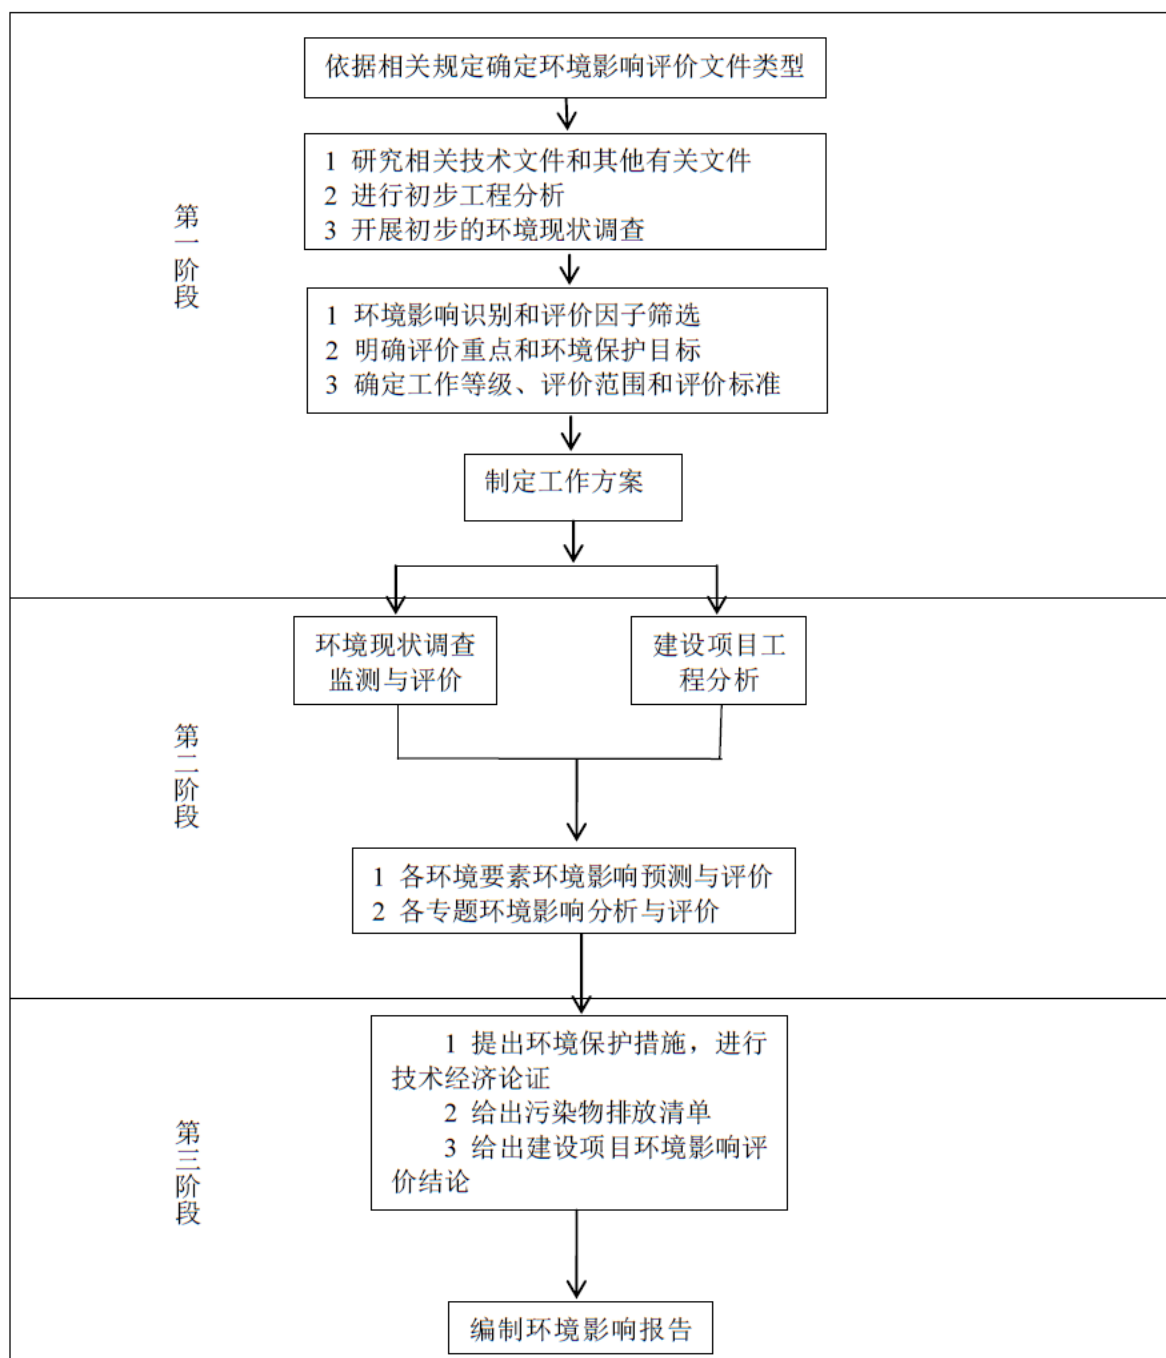 依据相关规定确定环境影响评价文件类型
1 研究相关技术文件和其他有关文件
2 进行初步工程分析
3 开展初步的环境现状调查
第一阶段
1 环境影响识别和评价因子筛选
2 明确评价重点和环境保护目标
3 确定工作等级、评价范围和评价标准
制定工作方案
环境现状调查
监测与评价
建设项目工
程分析
第二阶段
1 各环境要素环境影响预测与评价
2 各专题环境影响分析与评价
1 提出环境保护措施，进行
技术经济论证
2 给出污染物排放清单
3 给出建设项目环境影响评
价结论
第三阶段
编制环境影响报告